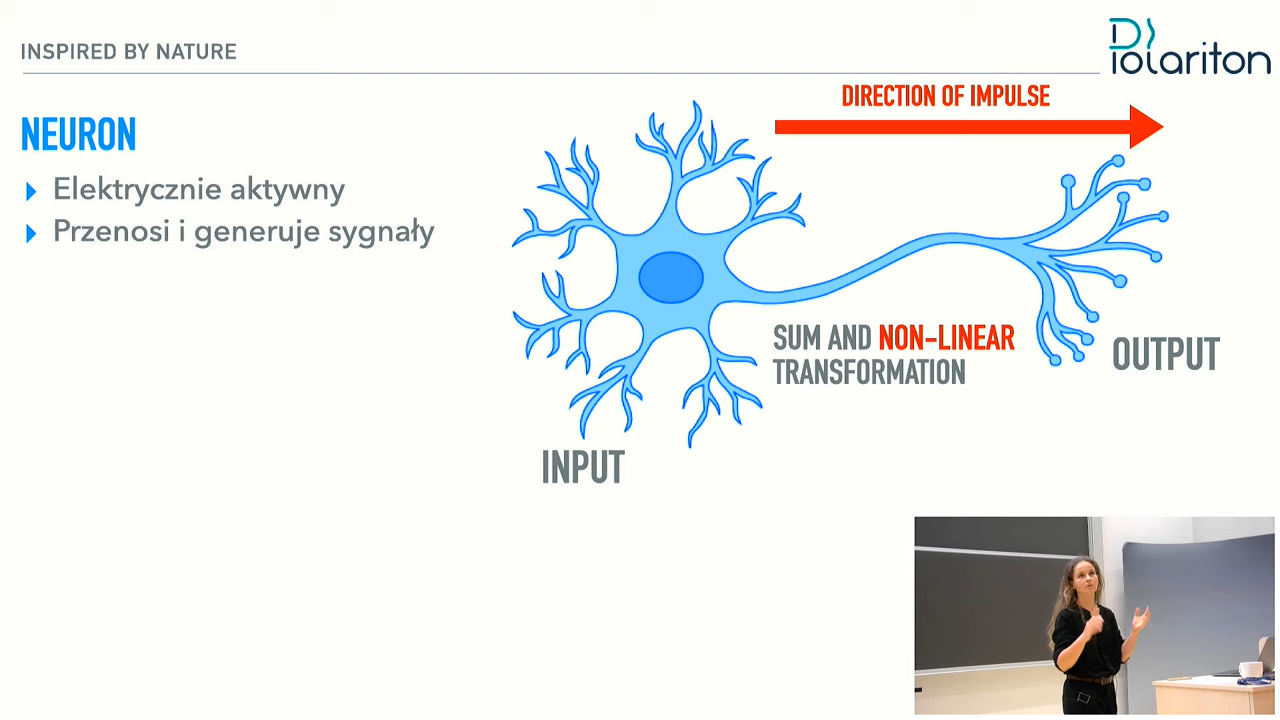 INSPIRED BY NATURE
Dipolariton
DIRECTION OF IMPULSE
NEURON
Elektrycznie aktywny
Przenosi i generuje sygnały
SUM AND NON-LINEAR
TRANSFORMATION
OUTPUT
INPUT